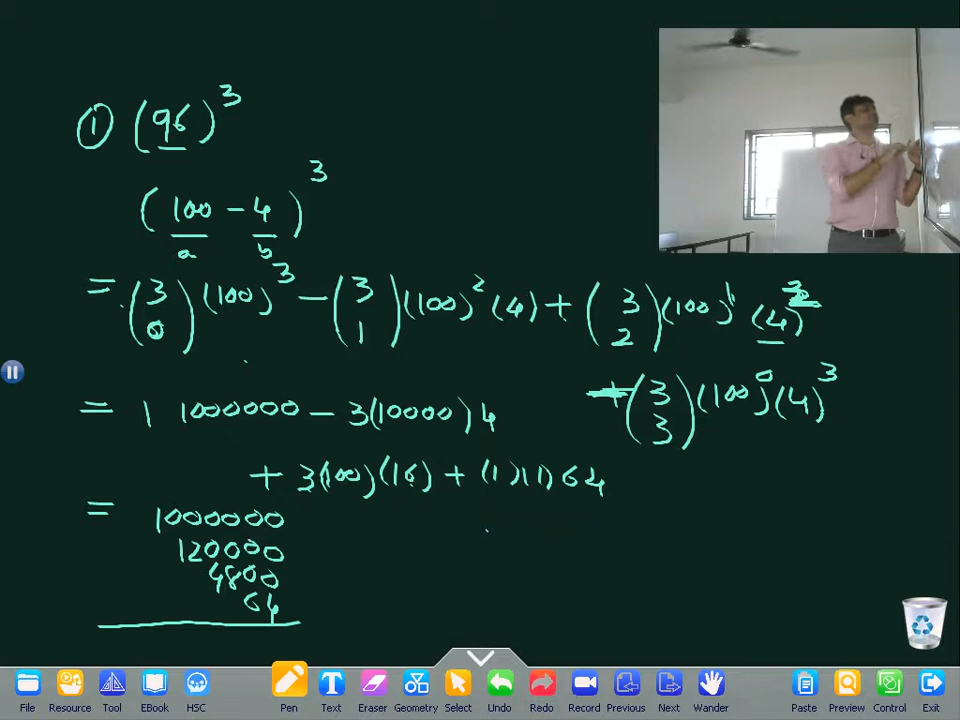 ① (96)³
(100 - 4)³
a b
= (3 0)(100)³ - (3 1)(100)²(4) + (3 2)(100)¹(4)²
+ (3 3)(100)⁰(4)³
= 1 1000000 - 3(10000)4
+ 3(100)(16) + (1)(1)64
= 1000000
120000
4800
64
File Resource Tool EBook HSC Pen Text Eraser Geometry Select Undo Redo Record Previous Next Wander Paste Preview Control Exit